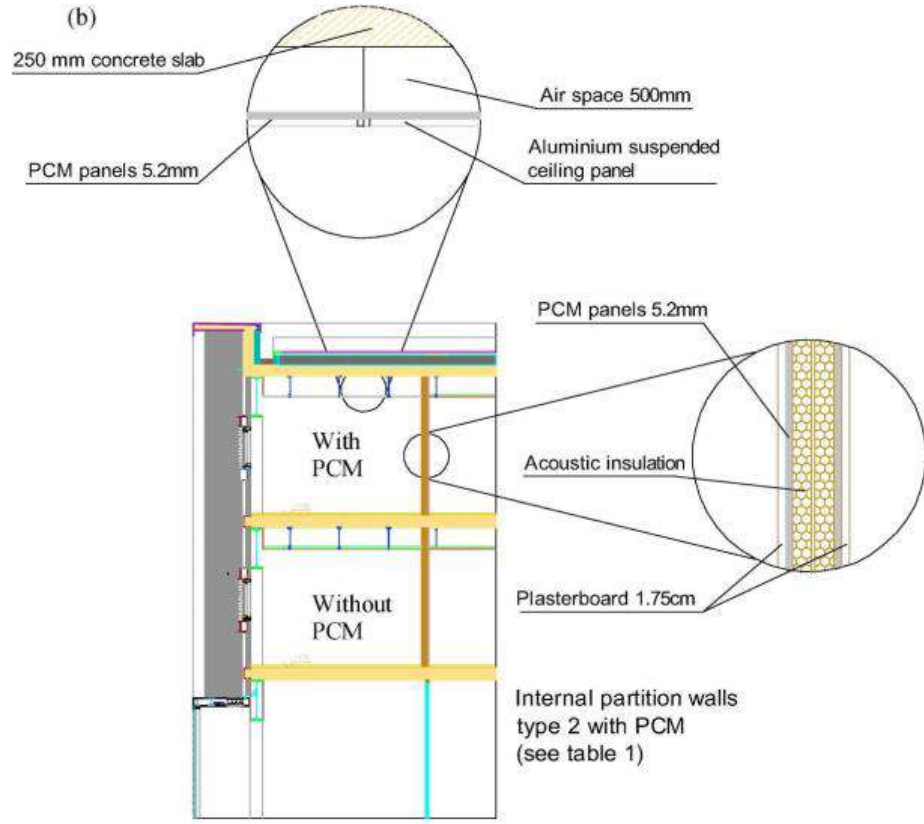 (b)
250 mm concrete slab
Air space 500mm
PCM panels 5.2mm
Aluminium suspended
ceiling panel
PCM panels 5.2mm
With
PCM
Acoustic insulation
Without
PCM
Plasterboard 1.75cm
Internal partition walls
type 2 with PCM
(see table 1)